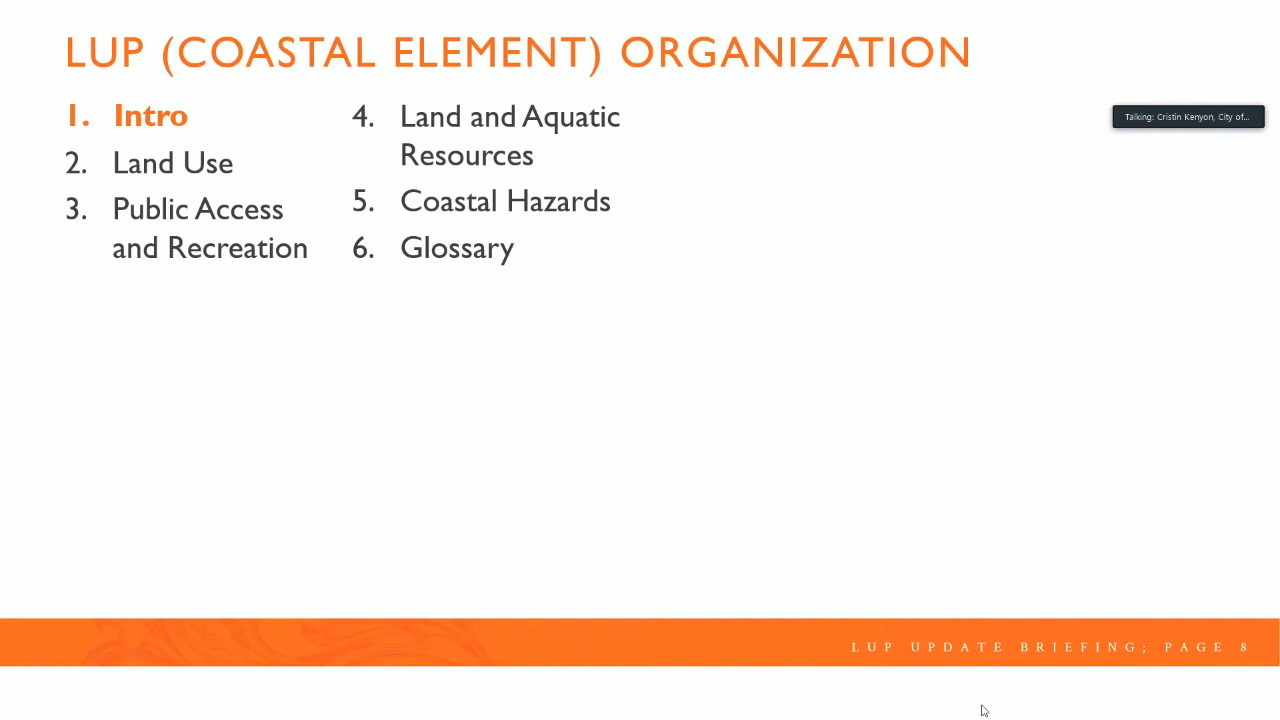 LUP (COASTAL ELEMENT) ORGANIZATION
1. Intro
2. Land Use
3. Public Access
and Recreation
4. Land and Aquatic
Resources
5. Coastal Hazards
6. Glossary
Talking: Cristin Kenyon, City of...
LUP UPDATE BRIEFING; PAGE 8